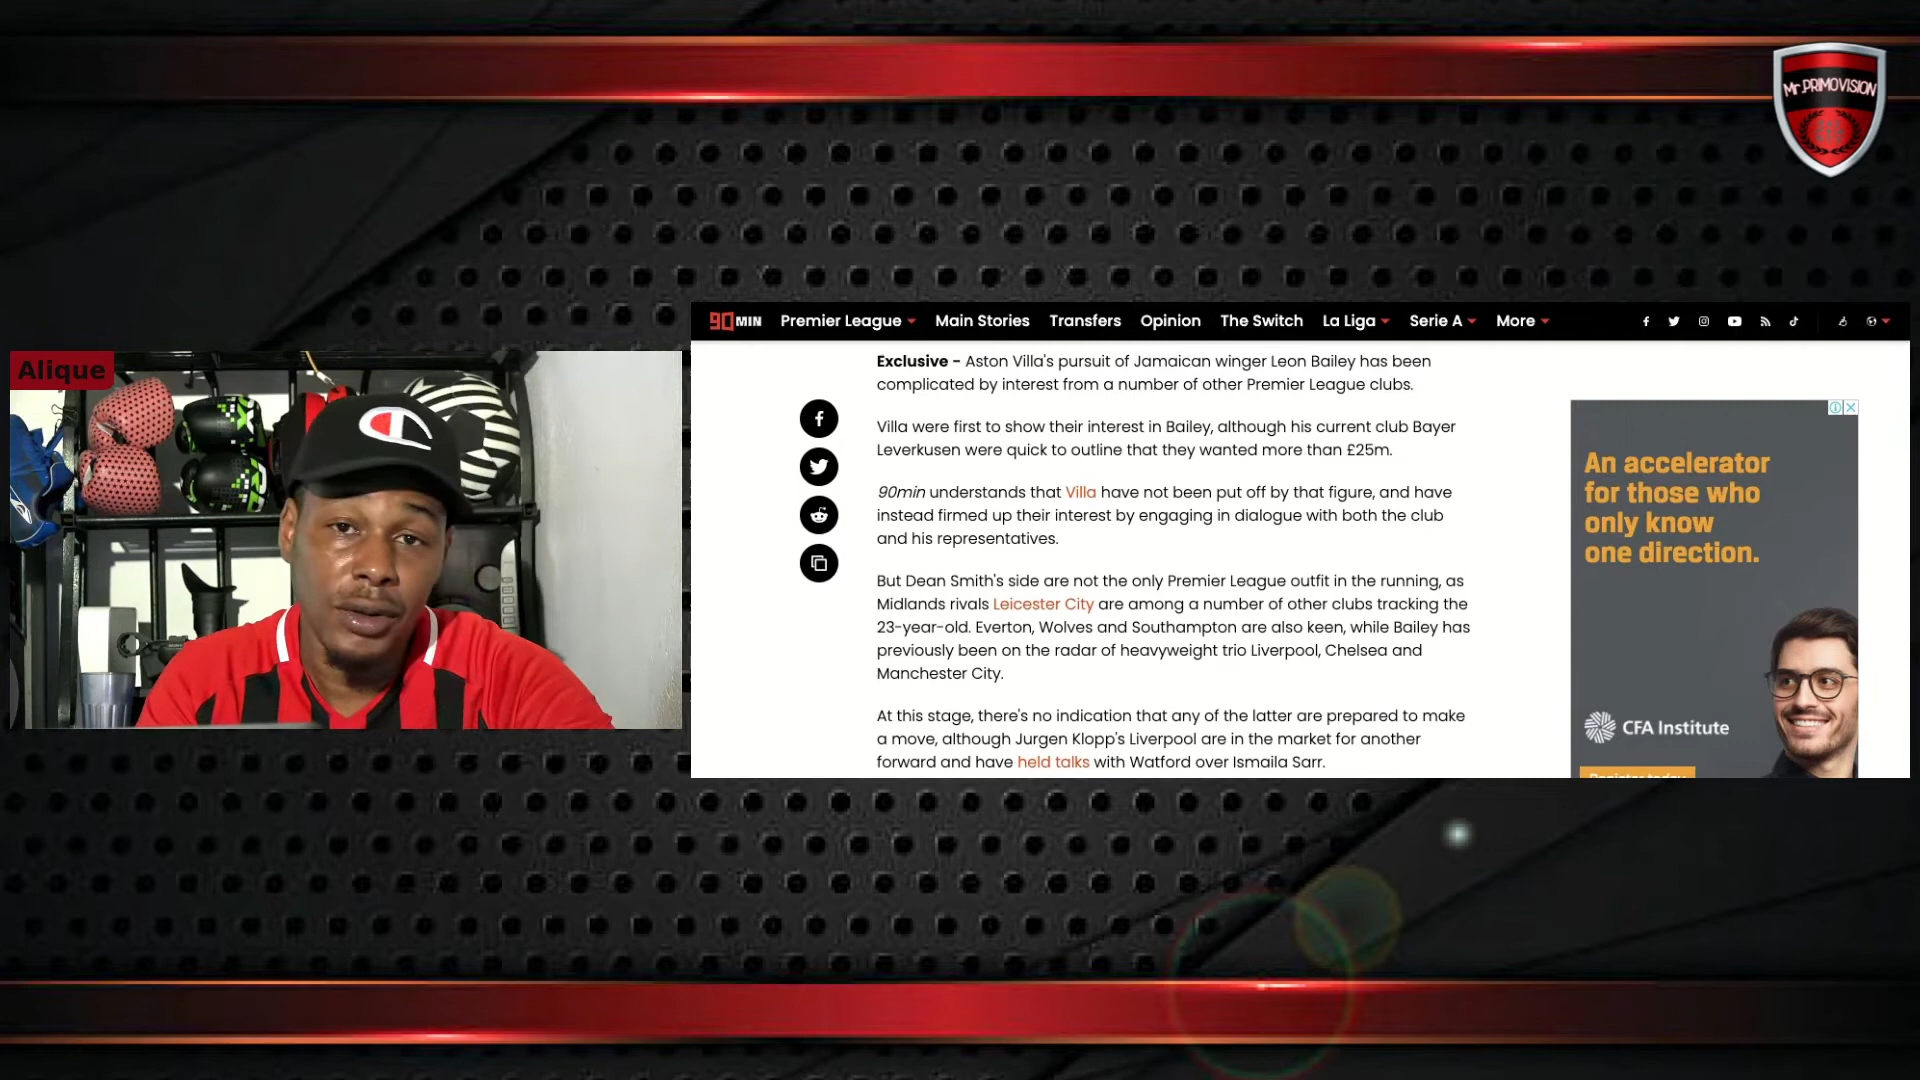 Mr.PRIMOVISION
Alique
90MIN Premier League Main Stories Transfers Opinion The Switch La Liga Serie A More
Exclusive - Aston Villa's pursuit of Jamaican winger Leon Bailey has been
complicated by interest from a number of other Premier League clubs.
Villa were first to show their interest in Bailey, although his current club Bayer
Leverkusen were quick to outline that they wanted more than £25m.
90min understands that Villa have not been put off by that figure, and have
instead firmed up their interest by engaging in dialogue with both the club
and his representatives.
But Dean Smith's side are not the only Premier League outfit in the running, as
Midlands rivals Leicester City are among a number of other clubs tracking the
23-year-old. Everton, Wolves and Southampton are also keen, while Bailey has
previously been on the radar of heavyweight trio Liverpool, Chelsea and
Manchester City.
At this stage, there's no indication that any of the latter are prepared to make
a move, although Jurgen Klopp's Liverpool are in the market for another
forward and have held talks with Watford over Ismaila Sarr.
An accelerator
for those who
only know
one direction.
CFA Institute
Register today